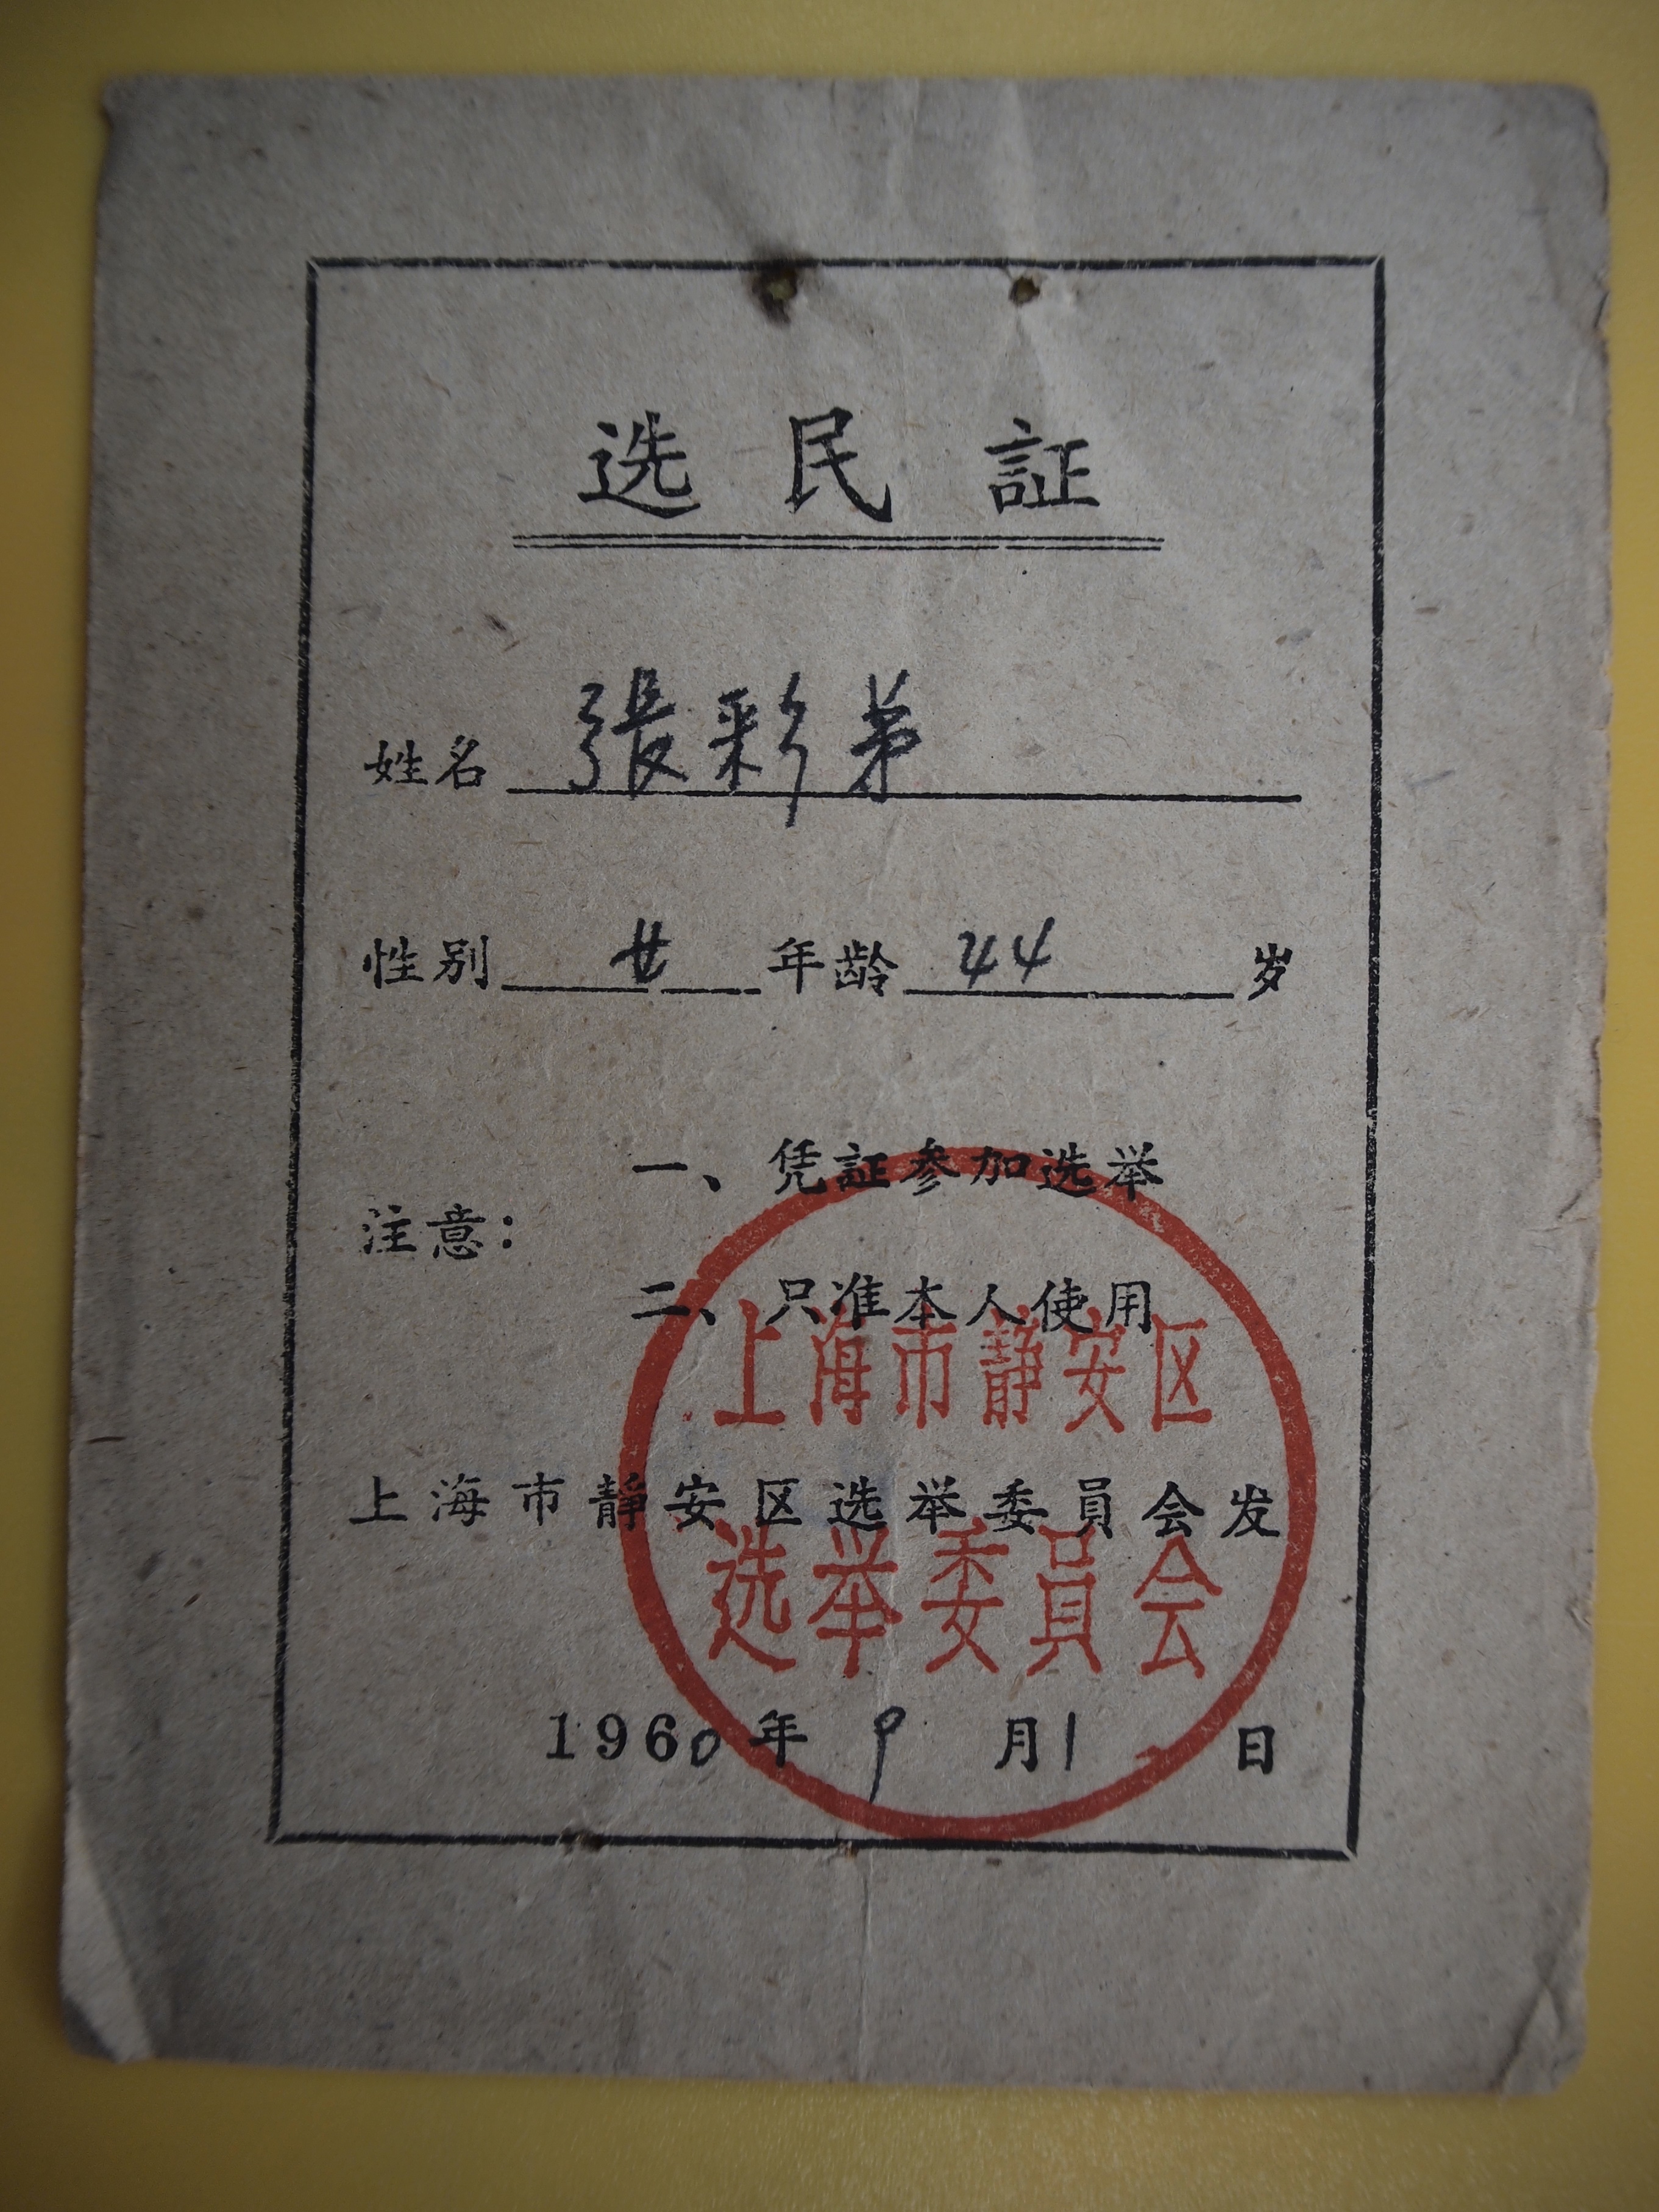 选民証
姓名 張彩弟
性别 女 年龄 44 岁
注意：
一、凭証参加选举
二、只准本人使用
上海市静安区
上海市静安区选举委員会发
选举委員会
1960年9月1日